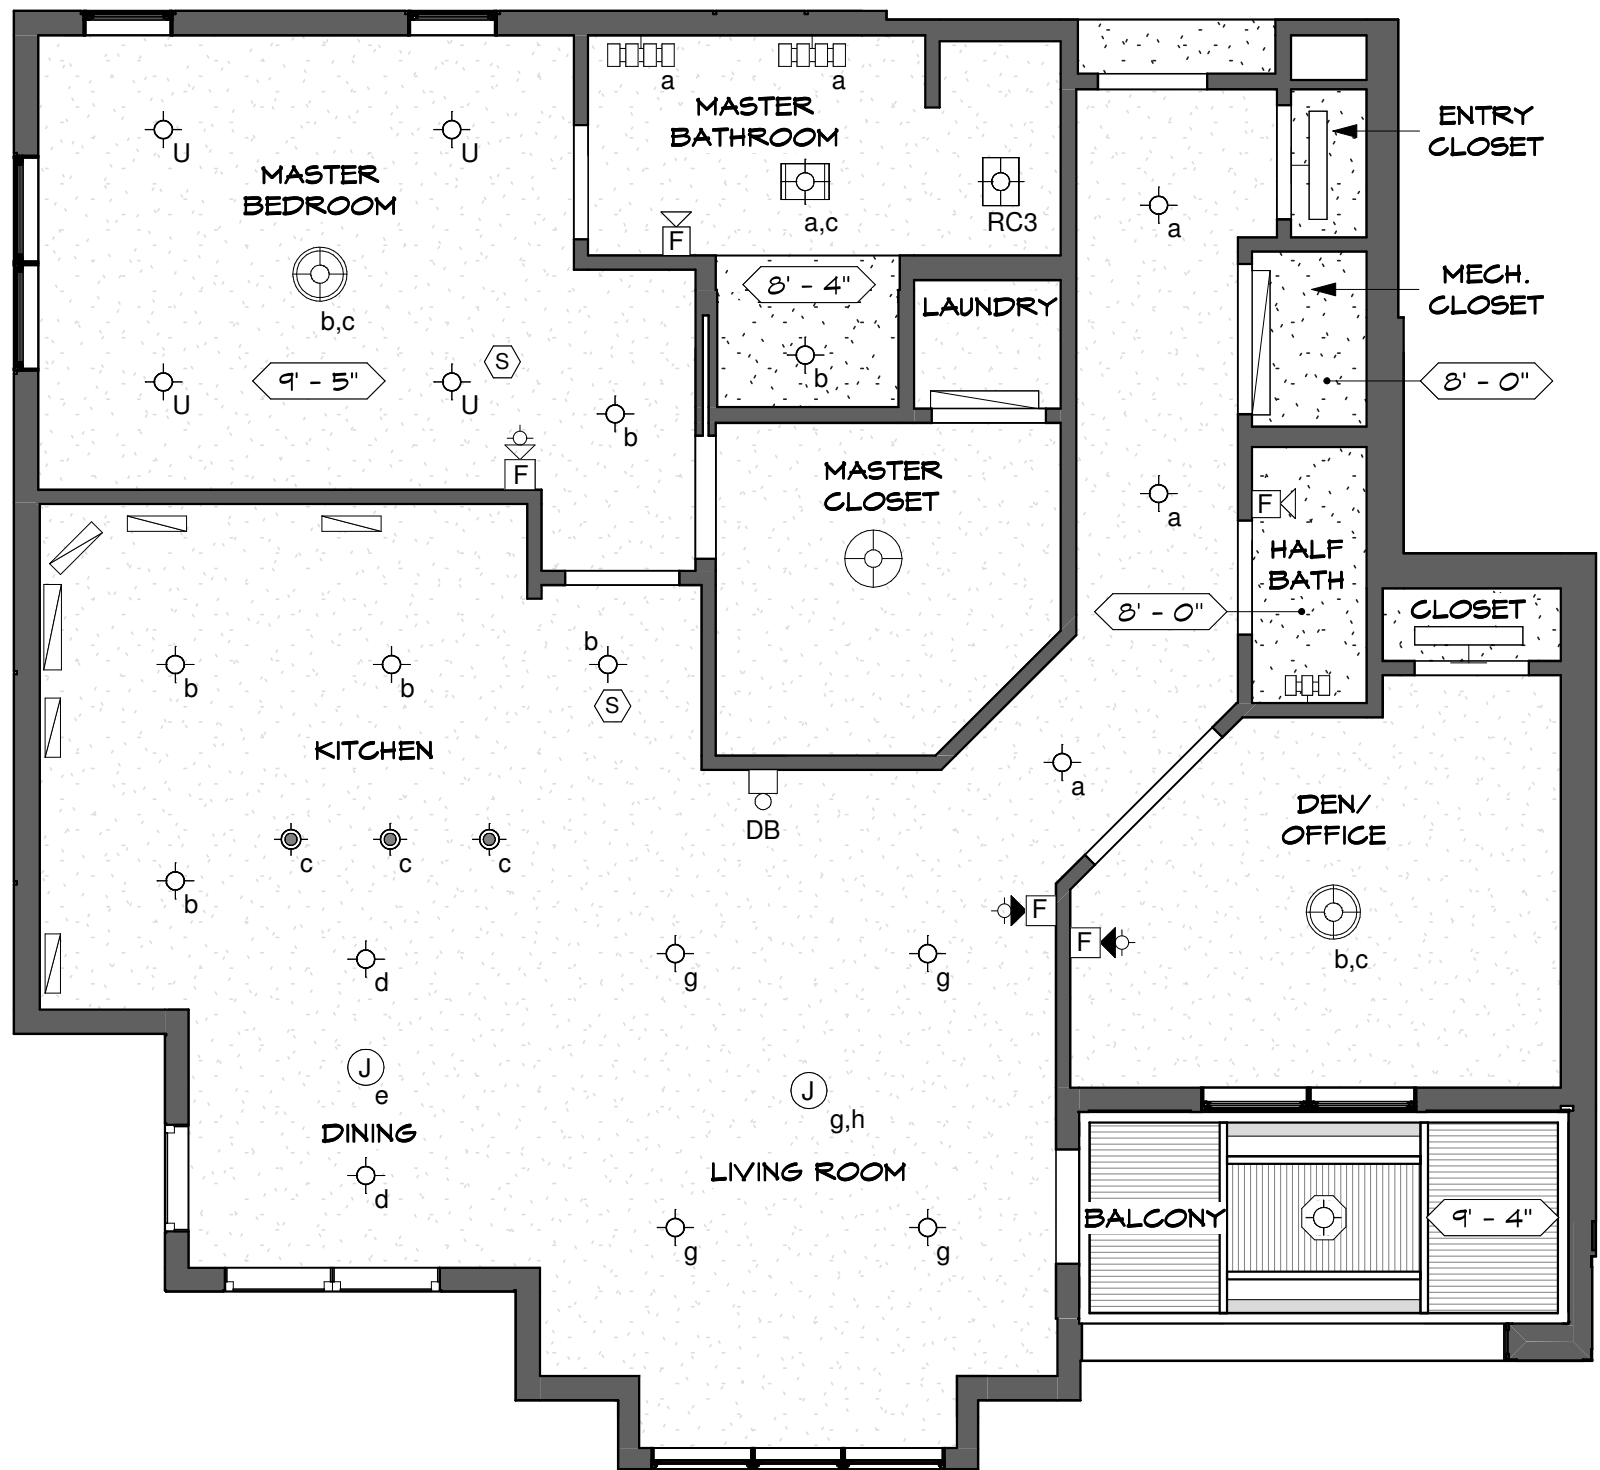 a
a
MASTER
BATHROOM
ENTRY
CLOSET
U
U
MASTER
BEDROOM
a,c
RC3
F
a
8' - 4"
LAUNDRY
MECH.
CLOSET
b,c
S
9' - 5"
b
8' - 0"
U
U
b
F
MASTER
CLOSET
F
a
HALF
BATH
8' - 0"
CLOSET
b
b
b
S
KITCHEN
a
DEN/
OFFICE
DB
c
c
c
b
F
F
b,c
d
g
g
J
e
J
g,h
DINING
LIVING ROOM
d
BALCONY
9' - 4"
g
g